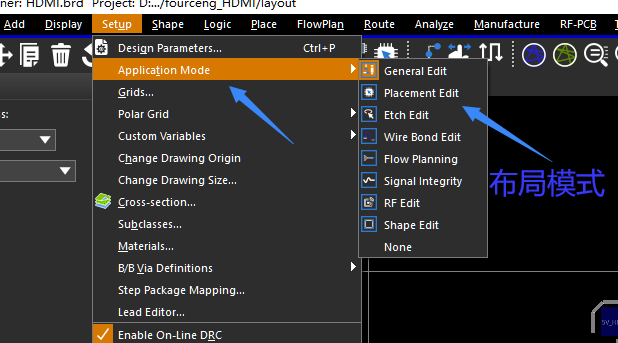 ner: HDMI.brd Project: D:.../fourceng_HDMI/layout
Add Display Setup Shape Logic Place FlowPlan Route Analyze Manufacture RF-PCB
Design Parameters... Ctrl+P
Application Mode
Grids...
Polar Grid
Custom Variables
Change Drawing Origin
Change Drawing Size...
Cross-section...
Subclasses...
Materials...
B/B Via Definitions
Step Package Mapping...
Lead Editor...
Enable On-Line DRC
General Edit
Placement Edit
Etch Edit
Wire Bond Edit
Flow Planning
Signal Integrity
RF Edit
Shape Edit
None
布局模式